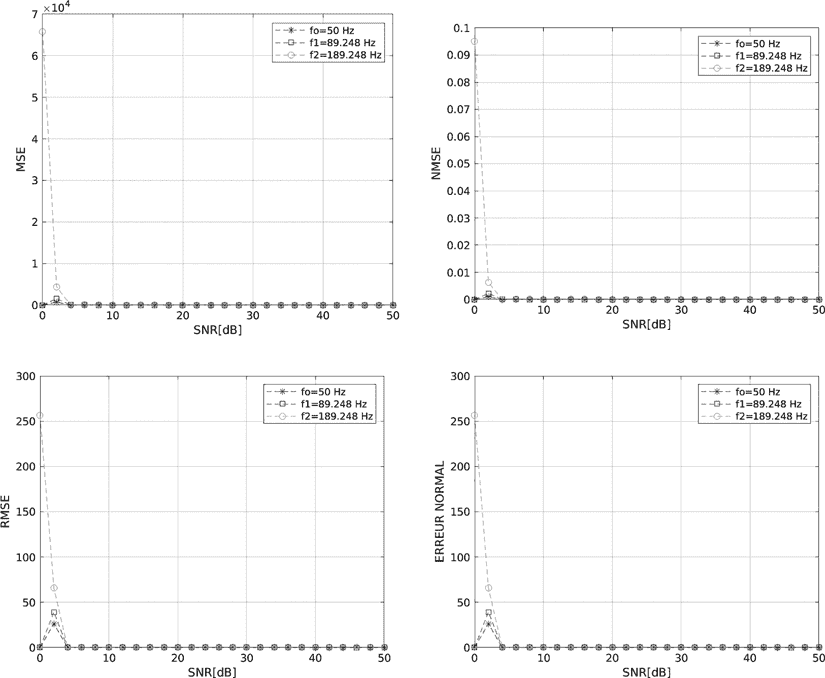 ×10⁴
7
6
5
4
3
2
1
0
MSE
0 10 20 30 40 50
SNR[dB]
fo=50 Hz
f1=89.248 Hz
f2=189.248 Hz
0.1
0.09
0.08
0.07
0.06
0.05
0.04
0.03
0.02
0.01
0
NMSE
0 10 20 30 40 50
SNR[dB]
fo=50 Hz
f1=89.248 Hz
f2=189.248 Hz
300
250
200
150
100
50
0
RMSE
0 10 20 30 40 50
SNR[dB]
fo=50 Hz
f1=89.248 Hz
f2=189.248 Hz
300
250
200
150
100
50
0
ERREUR NORMAL
0 10 20 30 40 50
SNR[dB]
fo=50 Hz
f1=89.248 Hz
f2=189.248 Hz